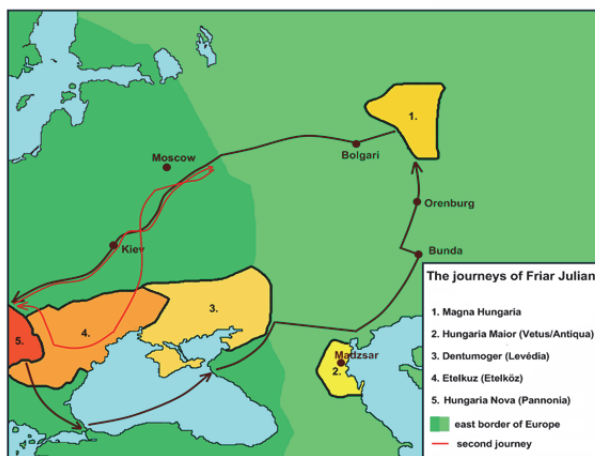 1.
Bolgari
Moscow
Orenburg
Kiev
Bunda
3.
4.
5.
Madzsar
2.
The journeys of Friar Julian
1. Magna Hungaria
2. Hungaria Maior (Vetus/Antiqua)
3. Dentumoger (Levédia)
4. Etelkuz (Etelköz)
5. Hungaria Nova (Pannonia)
east border of Europe
second journey